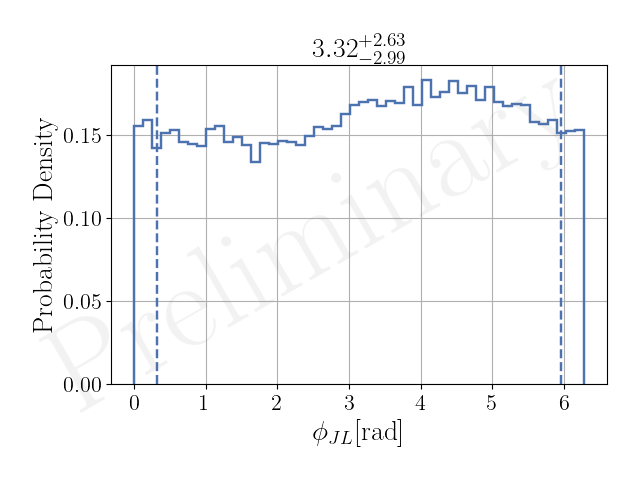 3.32^{+2.63}_{-2.99}
Probability Density
0.15
0.10
0.05
0.00
0 1 2 3 4 5 6
ϕ_{JL}[rad]
Preliminary